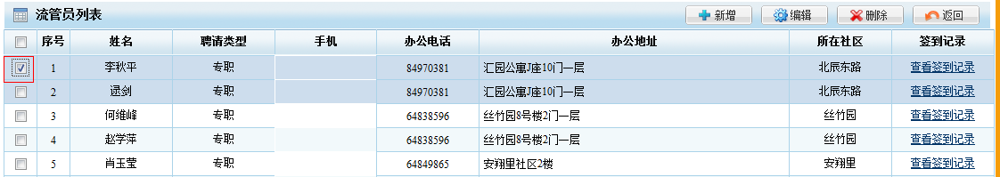 流管员列表 新增 编辑 删除 返回
序号 姓名 聘请类型 手机 办公电话 办公地址 所在社区 签到记录
1 李秋平 专职 84970381 汇园公寓J座10门一层 北辰东路 查看签到记录
2 逯剑 专职 84970381 汇园公寓J座10门一层 北辰东路 查看签到记录
3 何维峰 专职 64838596 丝竹园8号楼2门一层 丝竹园 查看签到记录
4 赵学萍 专职 64838596 丝竹园8号楼2门一层 丝竹园 查看签到记录
5 肖玉莹 专职 64849865 安翔里社区2楼 安翔里 查看签到记录